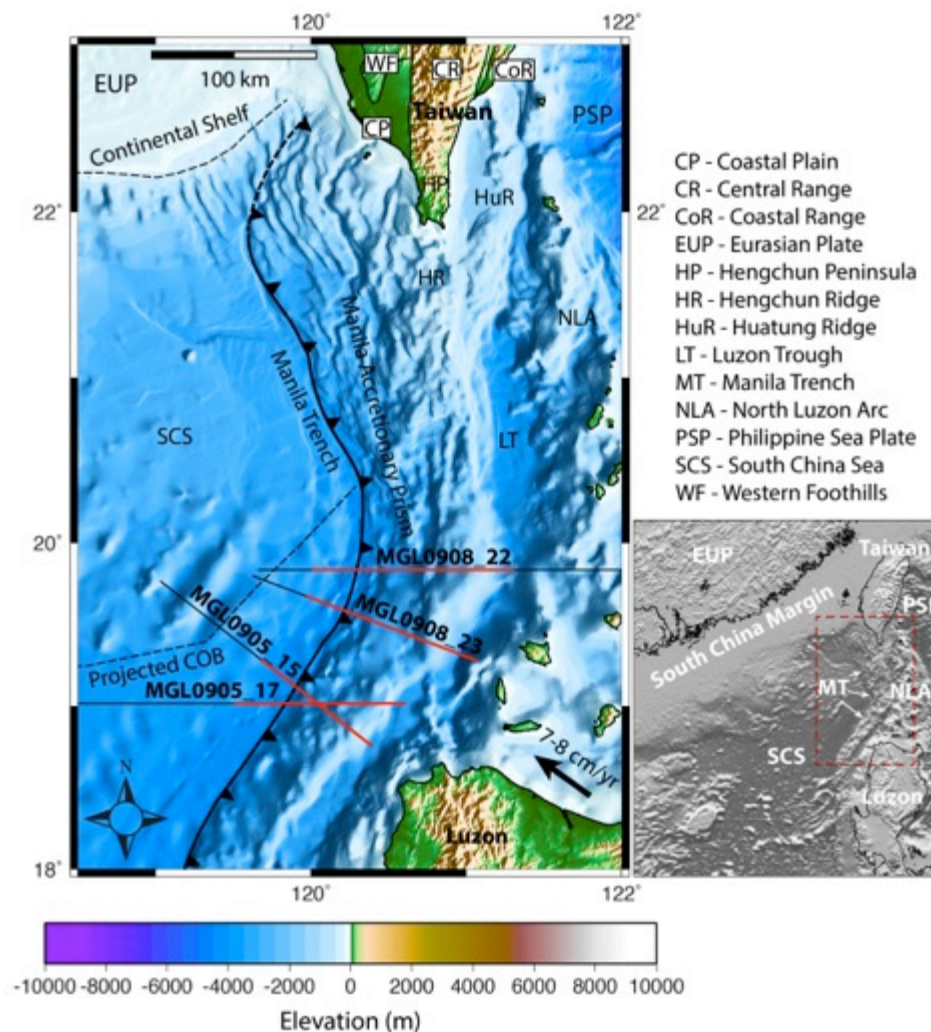 120°
122°
EUP
100 km
WF
CR
CoR
Taiwan
PSP
Continental Shelf
CP
HP
HuR
22°
22°
HR
NLA
Manila Trench
Manila Accretionary Prism
SCS
LT
20°
MGL0908_22
MGL0908_23
MGL0905_15
Projected COB
MGL0905_17
7-8 cm/yr
N
Luzon
18°
120°
122°
CP - Coastal Plain
CR - Central Range
CoR - Coastal Range
EUP - Eurasian Plate
HP - Hengchun Peninsula
HR - Hengchun Ridge
HuR - Huatung Ridge
LT - Luzon Trough
MT - Manila Trench
NLA - North Luzon Arc
PSP - Philippine Sea Plate
SCS - South China Sea
WF - Western Foothills
EUP
Taiwan
PSP
South China Margin
MT
NLA
SCS
Luzon
-10000 -8000 -6000 -4000 -2000 0 2000 4000 6000 8000 10000
Elevation (m)